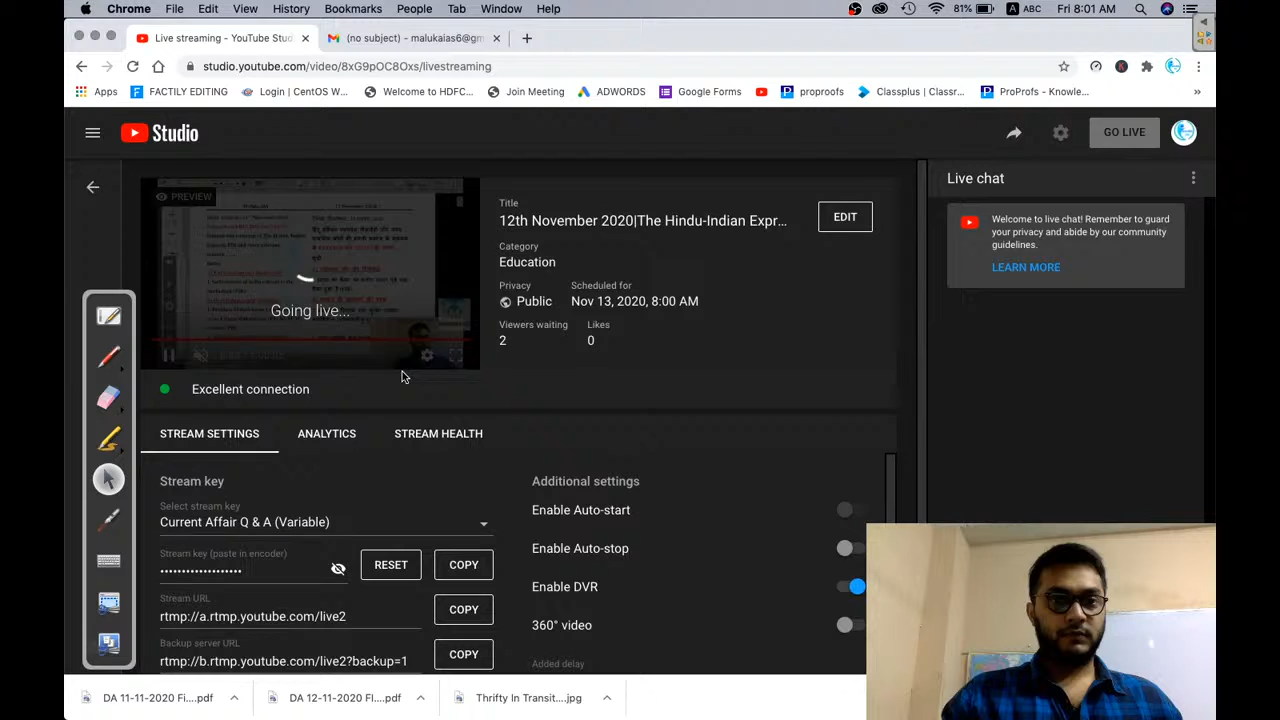 Chrome File Edit View History Bookmarks People Tab Window Help 81% A ABC Fri 8:01 AM
Live streaming - YouTube Stud (no subject) - malukaias6@gm
studio.youtube.com/video/8xG9pOC8Oxs/livestreaming
Apps FACTILY EDITING Login | CentOS W... Welcome to HDFC... Join Meeting ADWORDS Google Forms proproofs Classplus | Classr... ProProfs - Knowle... »
Studio GO LIVE
PREVIEW
Going live...
Excellent connection
Title
12th November 2020|The Hindu-Indian Expr...
EDIT
Category
Education
Privacy Scheduled for
Public Nov 13, 2020, 8:00 AM
Viewers waiting Likes
2 0
Live chat
Welcome to live chat! Remember to guard
your privacy and abide by our community
guidelines.
LEARN MORE
STREAM SETTINGS ANALYTICS STREAM HEALTH
Stream key
Select stream key
Current Affair Q & A (Variable)
Stream key (paste in encoder)
••••••••••••••••••• RESET COPY
Stream URL
rtmp://a.rtmp.youtube.com/live2 COPY
Backup server URL
rtmp://b.rtmp.youtube.com/live2?backup=1 COPY
Additional settings
Enable Auto-start
Enable Auto-stop
Enable DVR
360° video
Added delay
DA 11-11-2020 Fi....pdf DA 12-11-2020 FI....pdf Thrifty In Transit....jpg